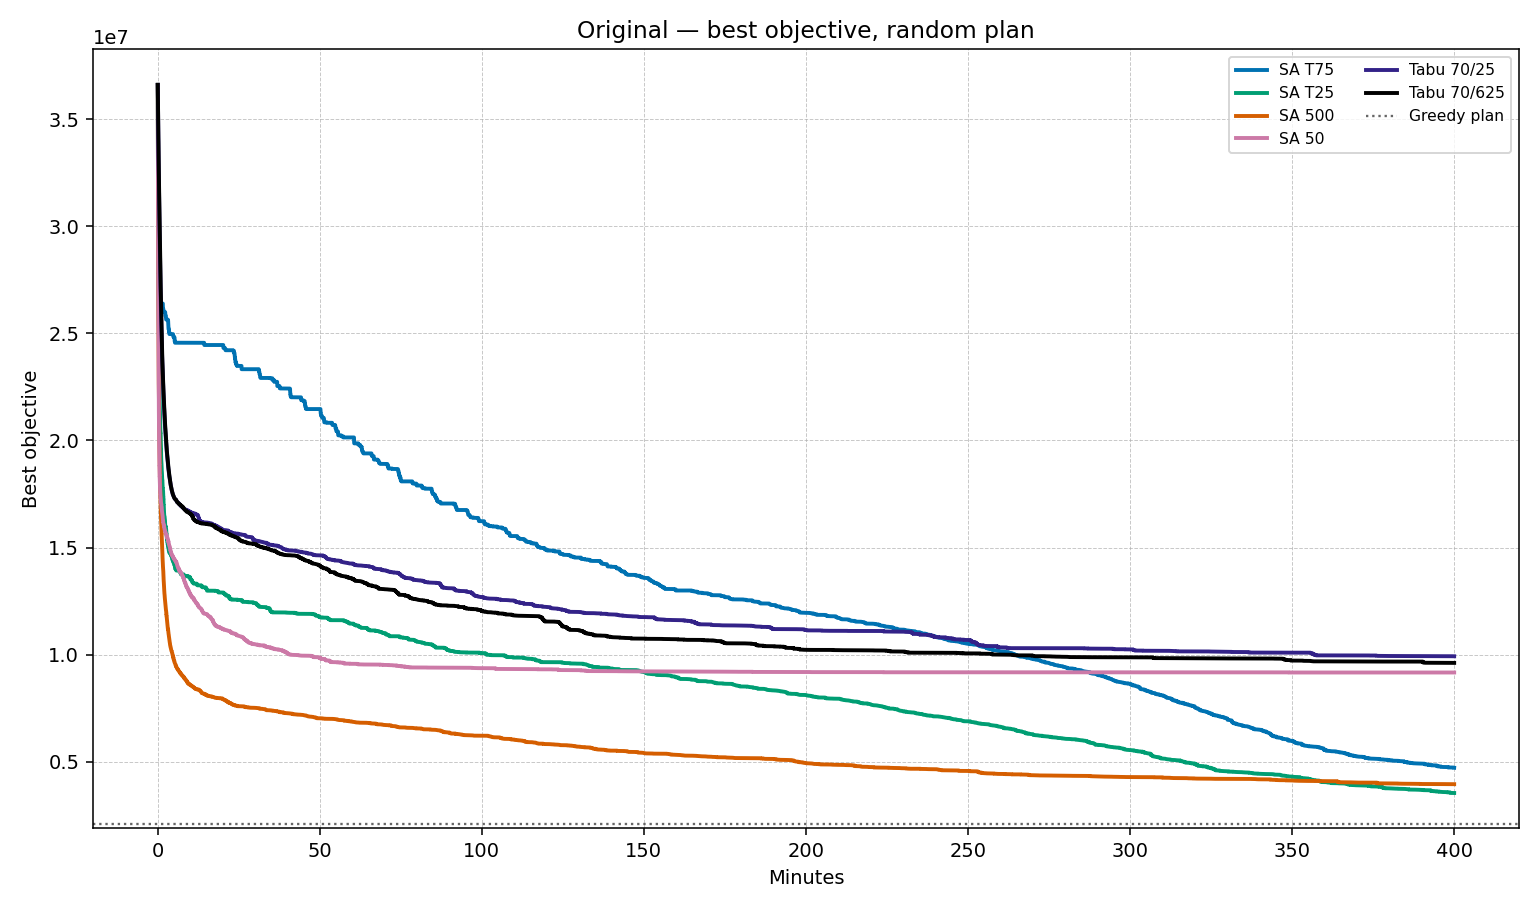 Original — best objective, random plan
1e7
SA T75
SA T25
SA 500
SA 50
Tabu 70/25
Tabu 70/625
Greedy plan
3.5
3.0
2.5
2.0
1.5
1.0
0.5
Best objective
0 50 100 150 200 250 300 350 400
Minutes